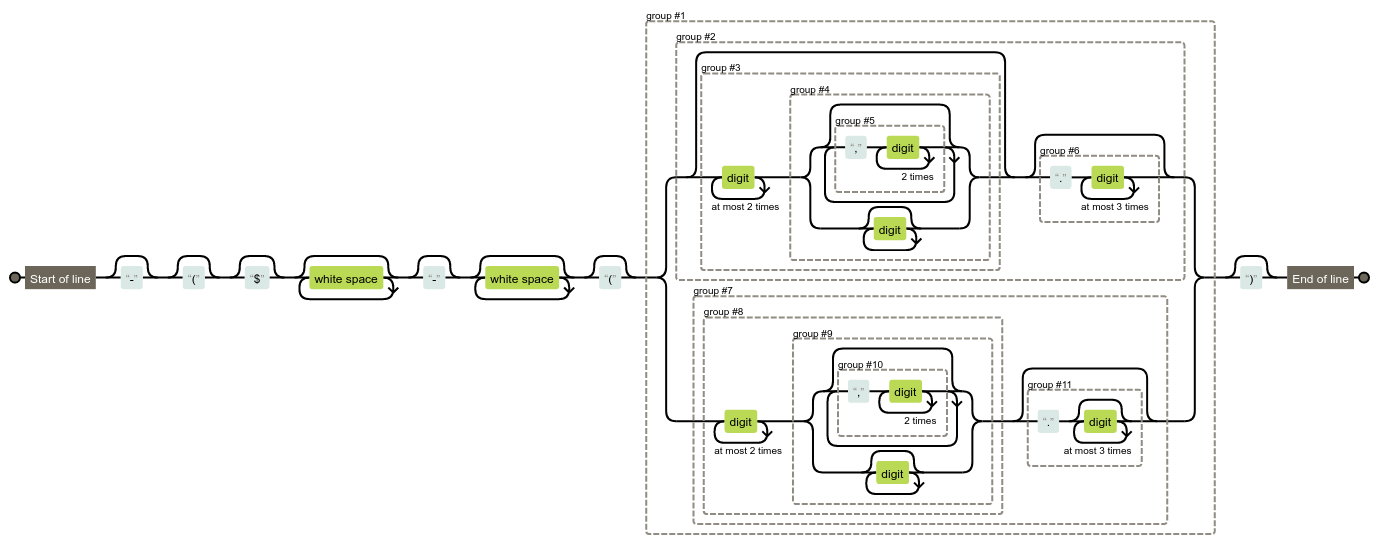 group #1
group #2
group #3
group #4
group #5
“,” digit
2 times
digit
at most 2 times
digit
group #6
“.” digit
at most 3 times
Start of line “-” “(” “$” white space “-” white space “(”
“)” End of line
group #7
group #8
group #9
group #10
“,” digit
2 times
digit
at most 2 times
digit
group #11
“.” digit
at most 3 times